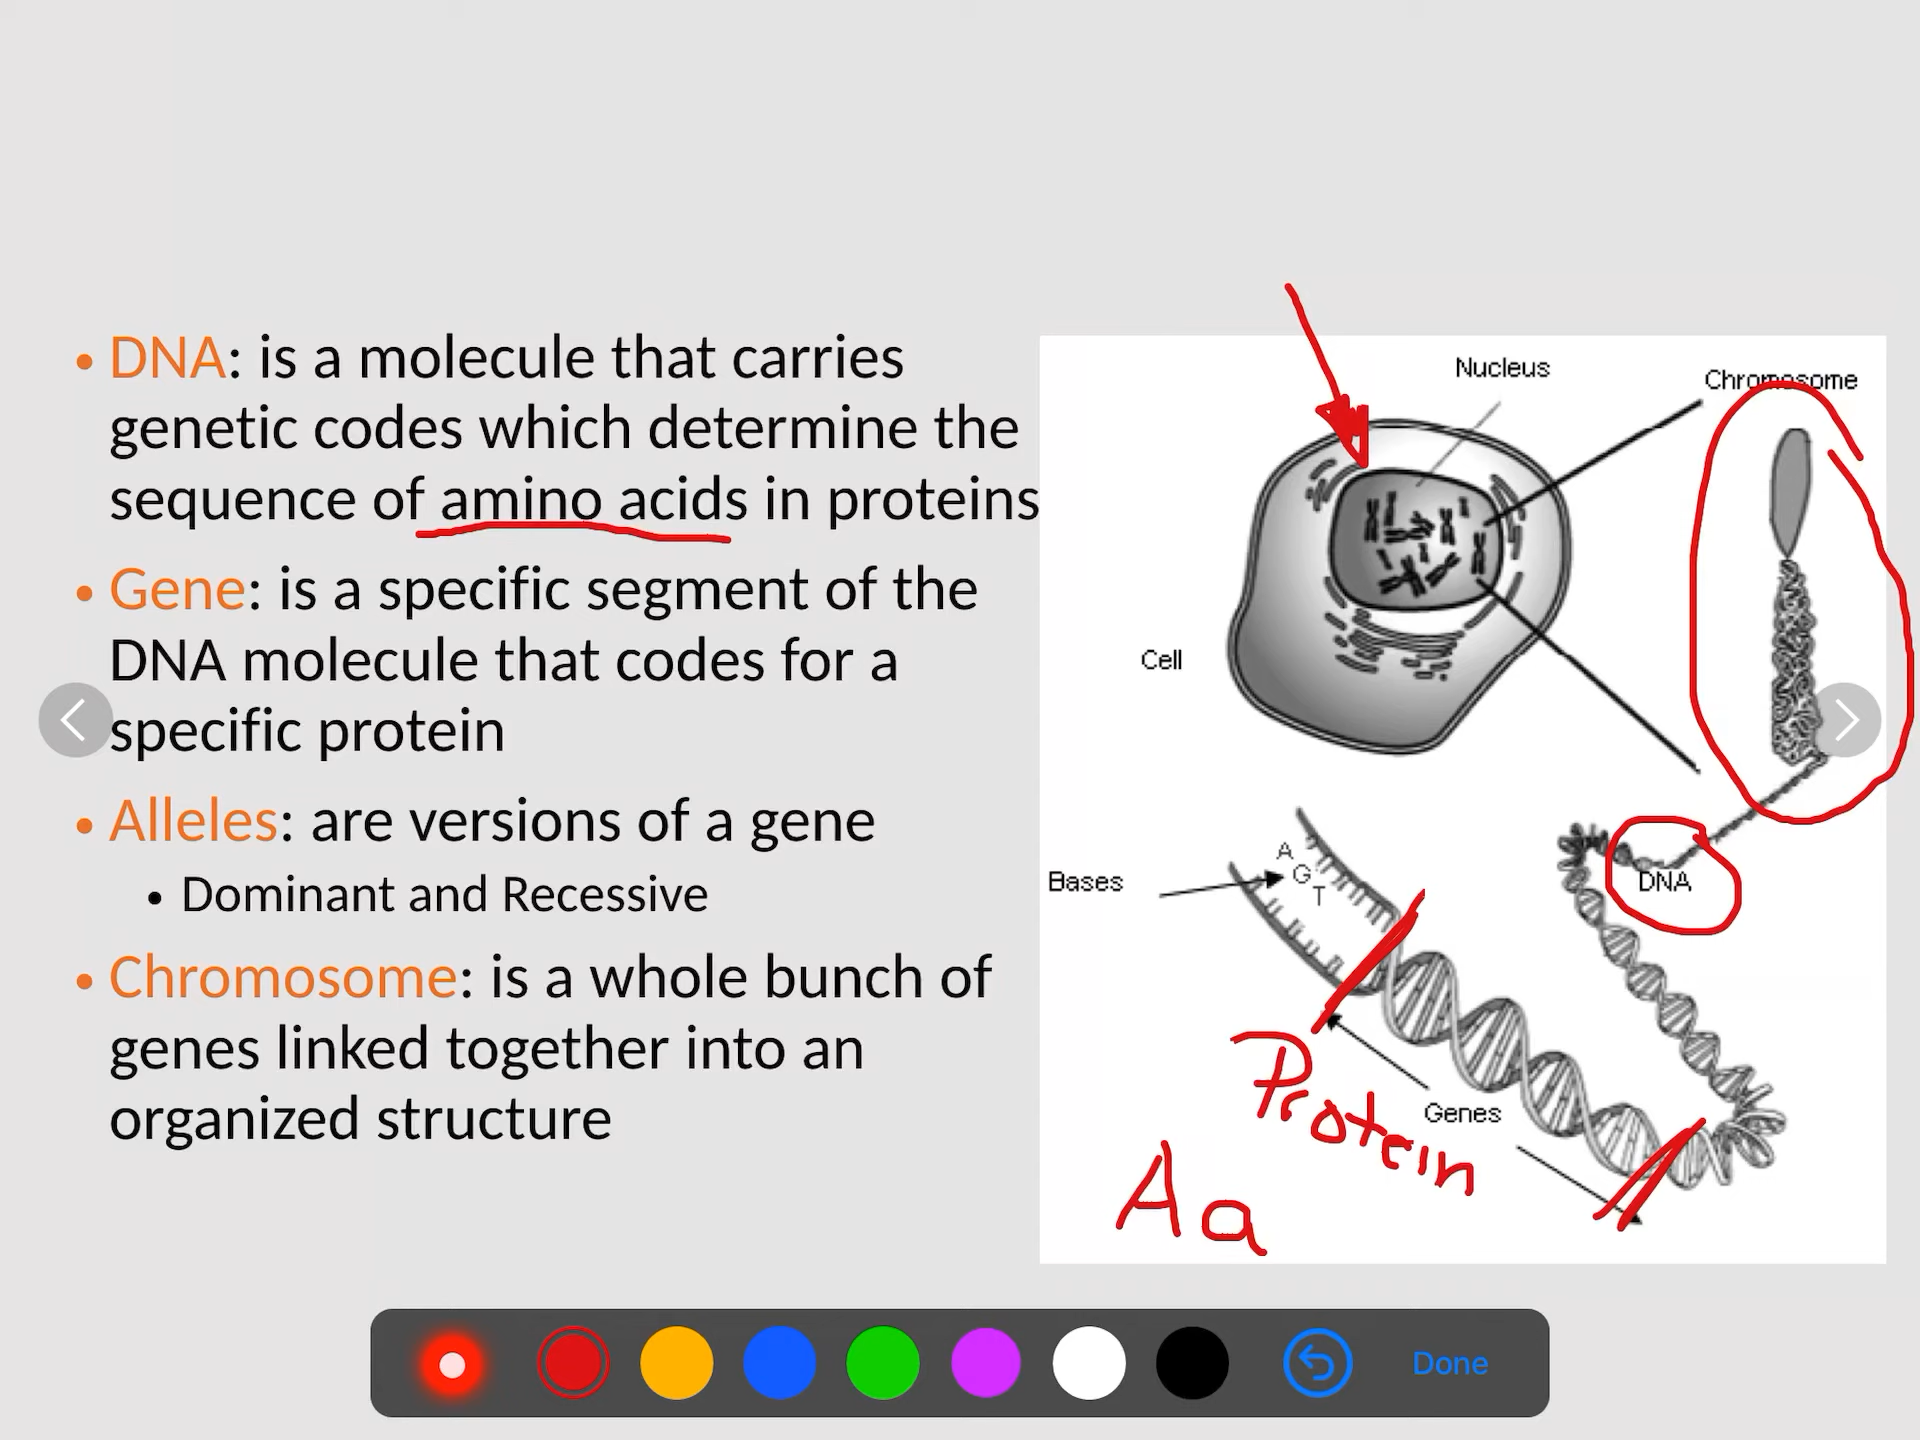 • DNA: is a molecule that carries
genetic codes which determine the
sequence of amino acids in proteins
• Gene: is a specific segment of the
DNA molecule that codes for a
specific protein
• Alleles: are versions of a gene
• Dominant and Recessive
• Chromosome: is a whole bunch of
genes linked together into an
organized structure
Nucleus
Chromosome
Cell
Bases
A
G
T
DNA
Genes
Protein
A a
Done